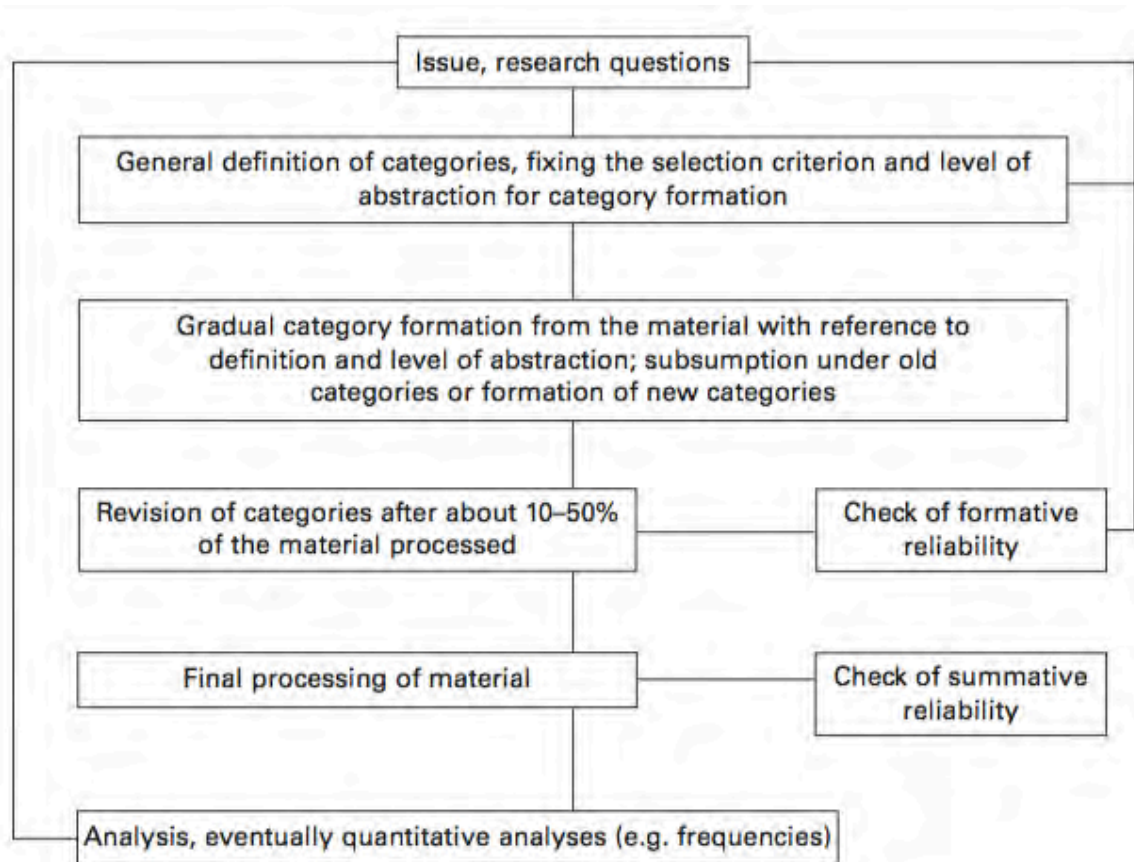 Issue, research questions
General definition of categories, fixing the selection criterion and level of
abstraction for category formation
Gradual category formation from the material with reference to
definition and level of abstraction; subsumption under old
categories or formation of new categories
Revision of categories after about 10–50%
of the material processed
Check of formative
reliability
Final processing of material
Check of summative
reliability
Analysis, eventually quantitative analyses (e.g. frequencies)